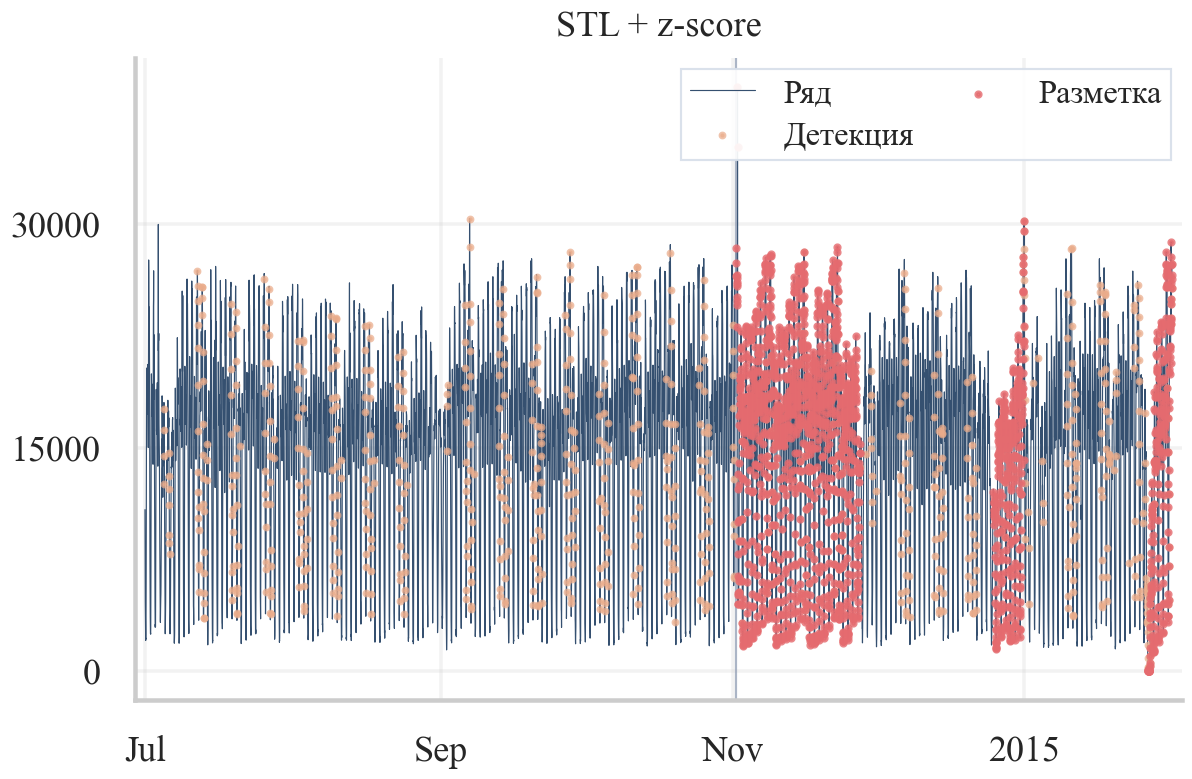 STL + z-score
Ряд
Разметка
Детекция
30000
15000
0
Jul
Sep
Nov
2015